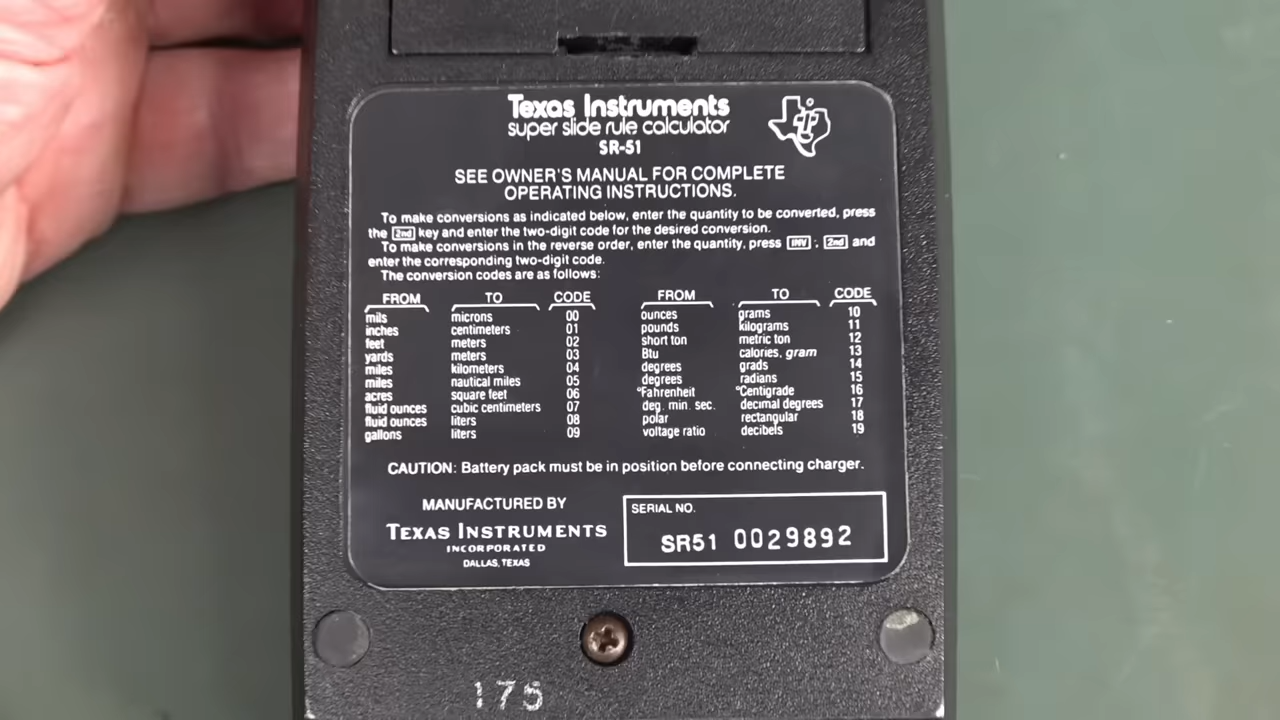 Texas Instruments
super slide rule calculator
SR-51
SEE OWNER'S MANUAL FOR COMPLETE
OPERATING INSTRUCTIONS.
To make conversions as indicated below, enter the quantity to be converted, press
the 2nd key and enter the two-digit code for the desired conversion.
To make conversions in the reverse order, enter the quantity, press INV, 2nd and
enter the corresponding two-digit code.
The conversion codes are as follows:
FROM TO CODE FROM TO CODE
mils microns 00 ounces grams 10
inches centimeters 01 pounds kilograms 11
feet meters 02 short ton metric ton 12
yards meters 03 Btu calories, gram 13
miles kilometers 04 degrees grads 14
miles nautical miles 05 degrees radians 15
acres square feet 06 °Fahrenheit °Centigrade 16
fluid ounces cubic centimeters 07 deg. min. sec. decimal degrees 17
fluid ounces liters 08 polar rectangular 18
gallons liters 09 voltage ratio decibels 19
CAUTION: Battery pack must be in position before connecting charger.
MANUFACTURED BY
TEXAS INSTRUMENTS
INCORPORATED
DALLAS, TEXAS
SERIAL NO.
SR51 0029892
175